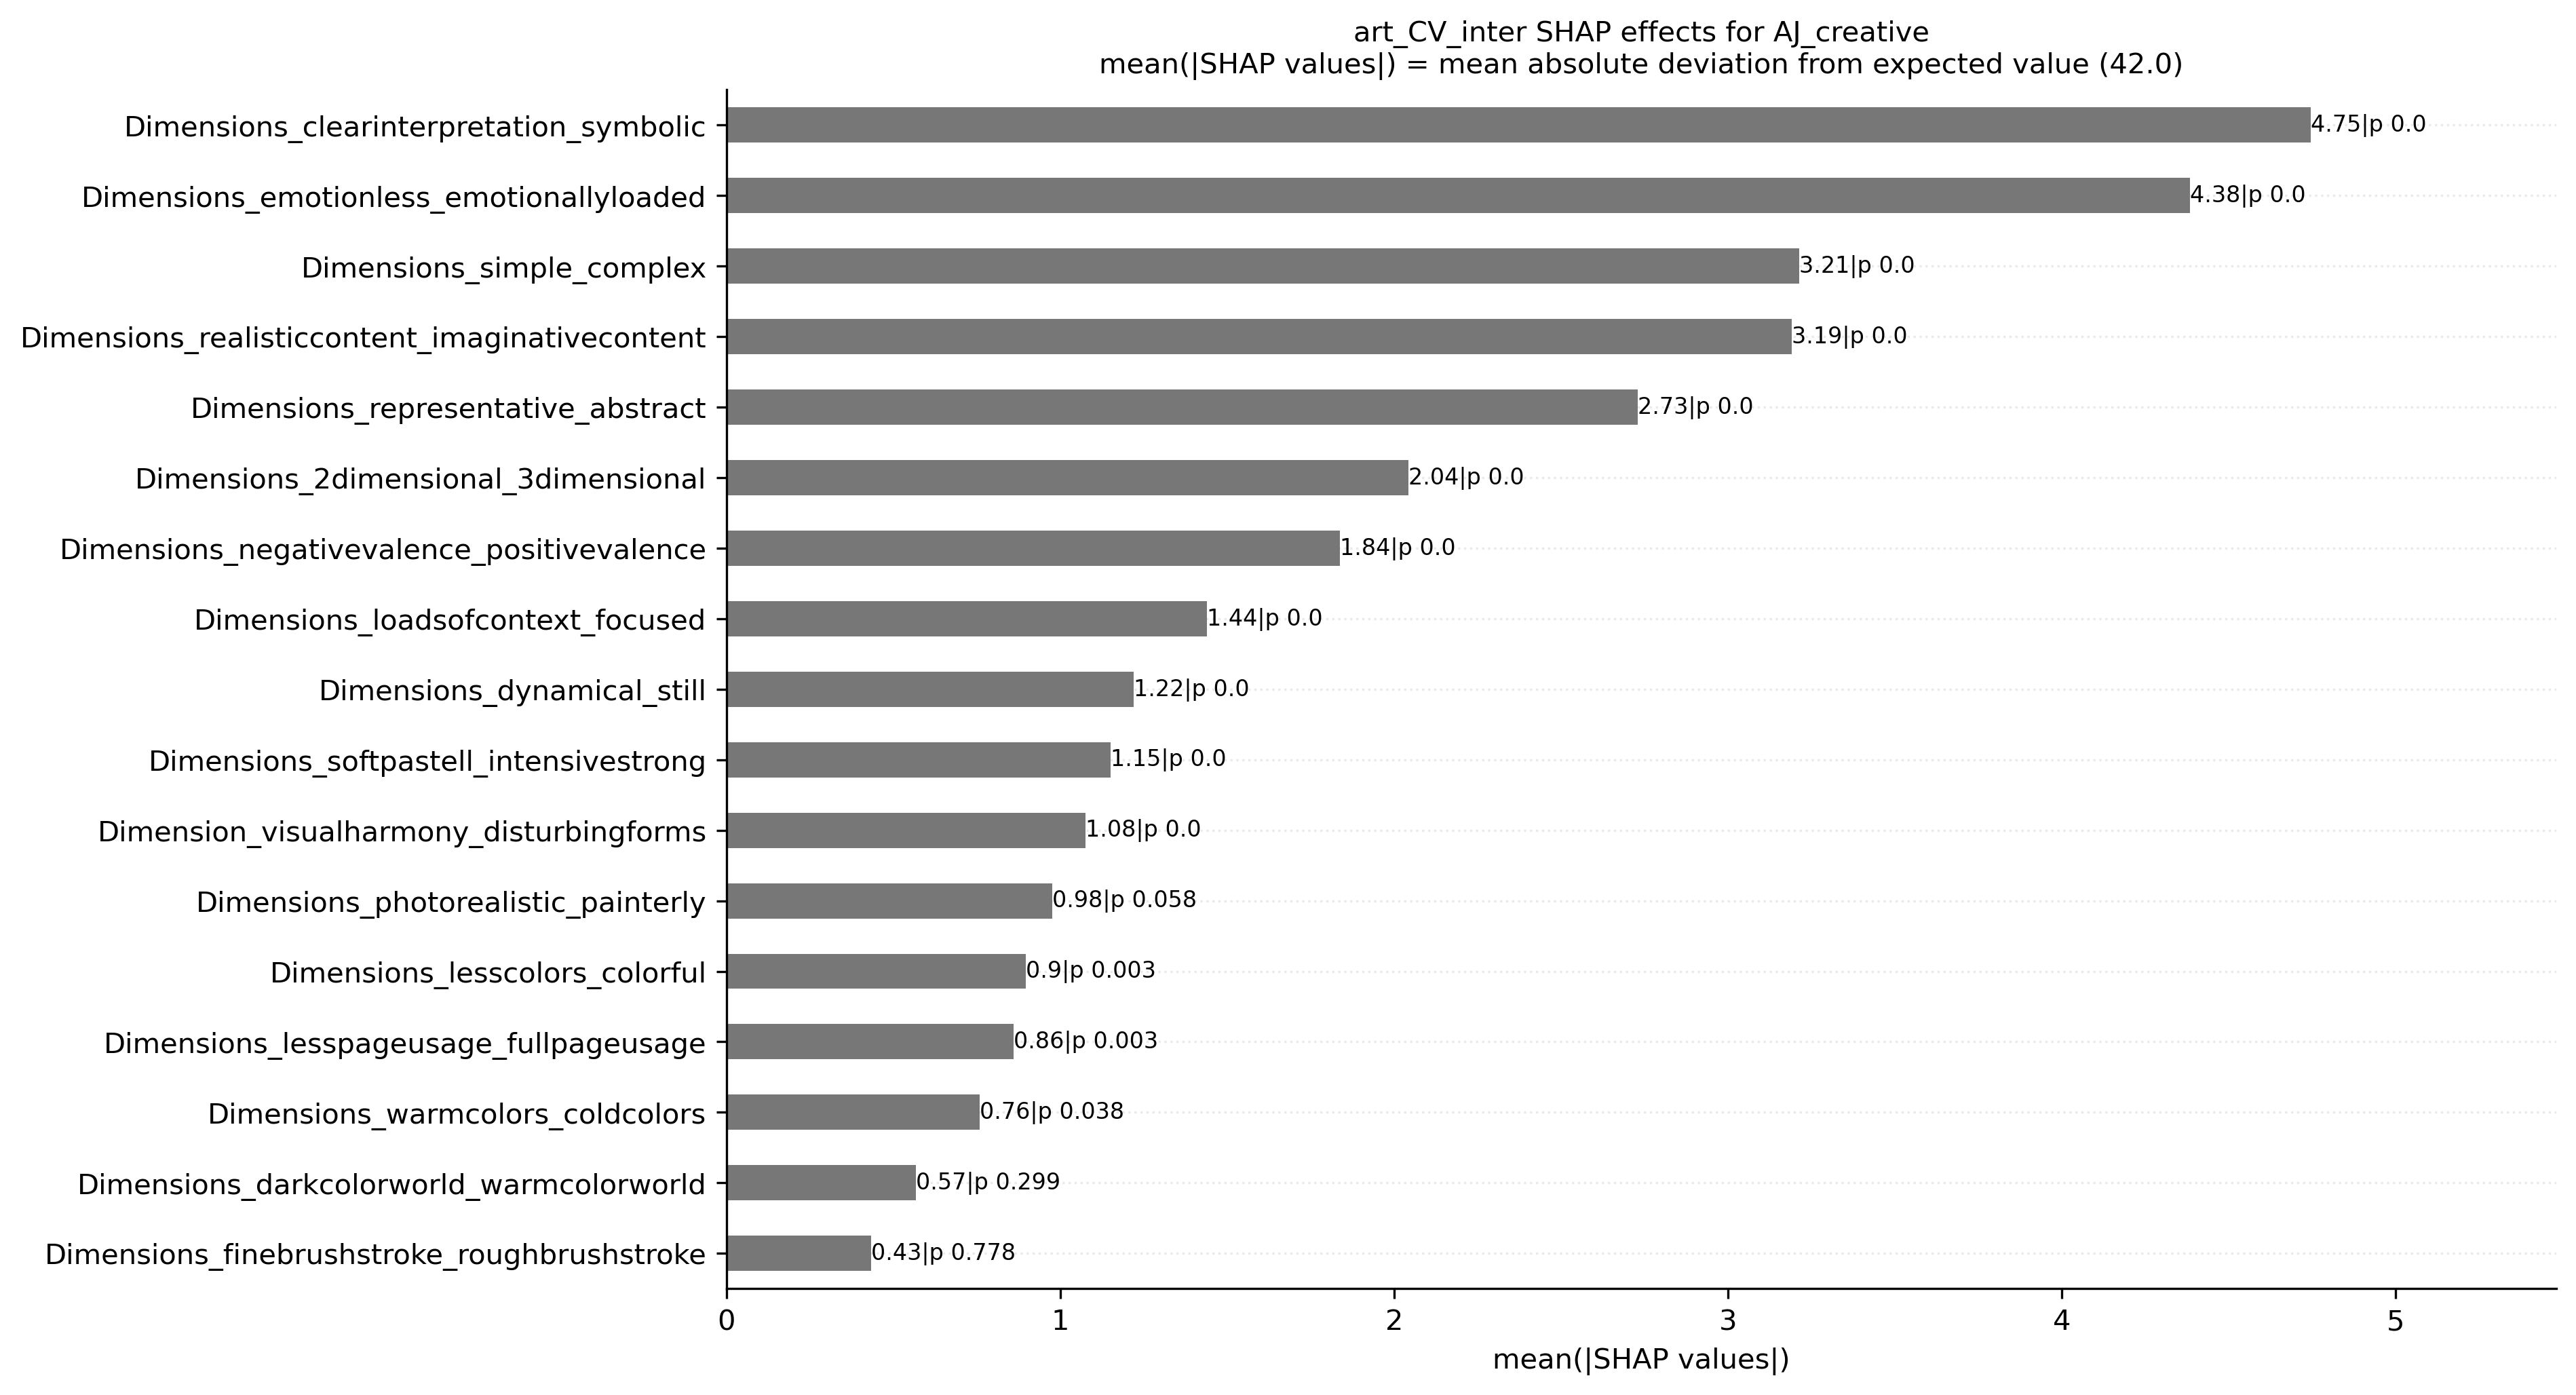 art_CV_inter SHAP effects for AJ_creative
mean(|SHAP values|) = mean absolute deviation from expected value (42.0)
Dimensions_clearinterpretation_symbolic 4.75|p 0.0
Dimensions_emotionless_emotionallyloaded 4.38|p 0.0
Dimensions_simple_complex 3.21|p 0.0
Dimensions_realisticcontent_imaginativecontent 3.19|p 0.0
Dimensions_representative_abstract 2.73|p 0.0
Dimensions_2dimensional_3dimensional 2.04|p 0.0
Dimensions_negativevalence_positivevalence 1.84|p 0.0
Dimensions_loadsofcontext_focused 1.44|p 0.0
Dimensions_dynamical_still 1.22|p 0.0
Dimensions_softpastell_intensivestrong 1.15|p 0.0
Dimension_visualharmony_disturbingforms 1.08|p 0.0
Dimensions_photorealistic_painterly 0.98|p 0.058
Dimensions_lesscolors_colorful 0.9|p 0.003
Dimensions_lesspageusage_fullpageusage 0.86|p 0.003
Dimensions_warmcolors_coldcolors 0.76|p 0.038
Dimensions_darkcolorworld_warmcolorworld 0.57|p 0.299
Dimensions_finebrushstroke_roughbrushstroke 0.43|p 0.778
0 1 2 3 4 5
mean(|SHAP values|)